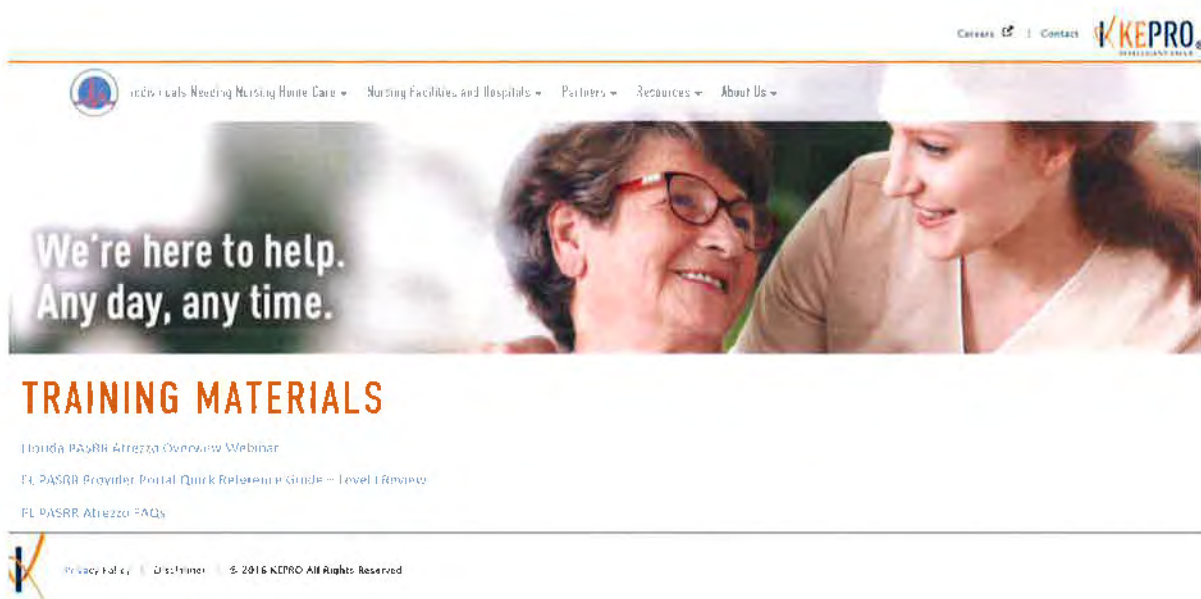 Careers | Contact KEPRO
Individuals Needing Nursing Home Care Nursing Facilities and Hospitals Partners Resources About Us
We're here to help.
Any day, any time.
TRAINING MATERIALS
Florida PASRR Atrezzo Overview Webinar
FL PASRR Provider Portal Quick Reference Guide – Level I Review
FL PASRR Atrezzo FAQs
Privacy Policy | Disclaimer | © 2016 KEPRO All Rights Reserved